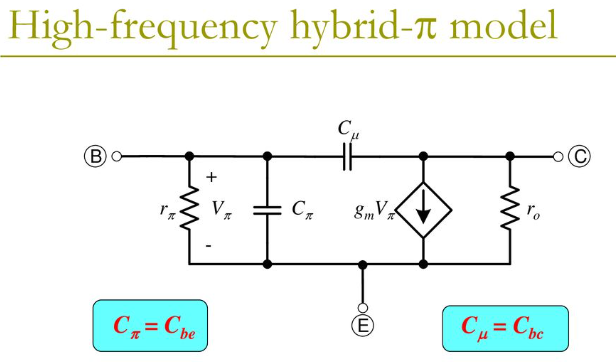 High-frequency hybrid-π model
Cμ
B
C
+
rπ
Vπ
Cπ
gmVπ
ro
-
E
Cπ = Cbe
Cμ = Cbc